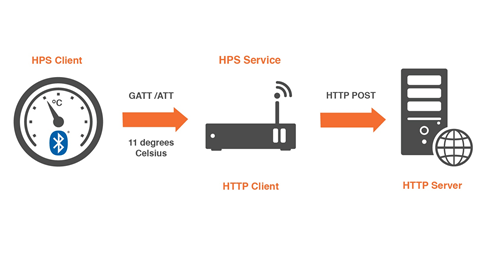 HPS Client
°C
GATT /ATT
11 degrees
Celsius
HPS Service
HTTP Client
HTTP POST
HTTP Server